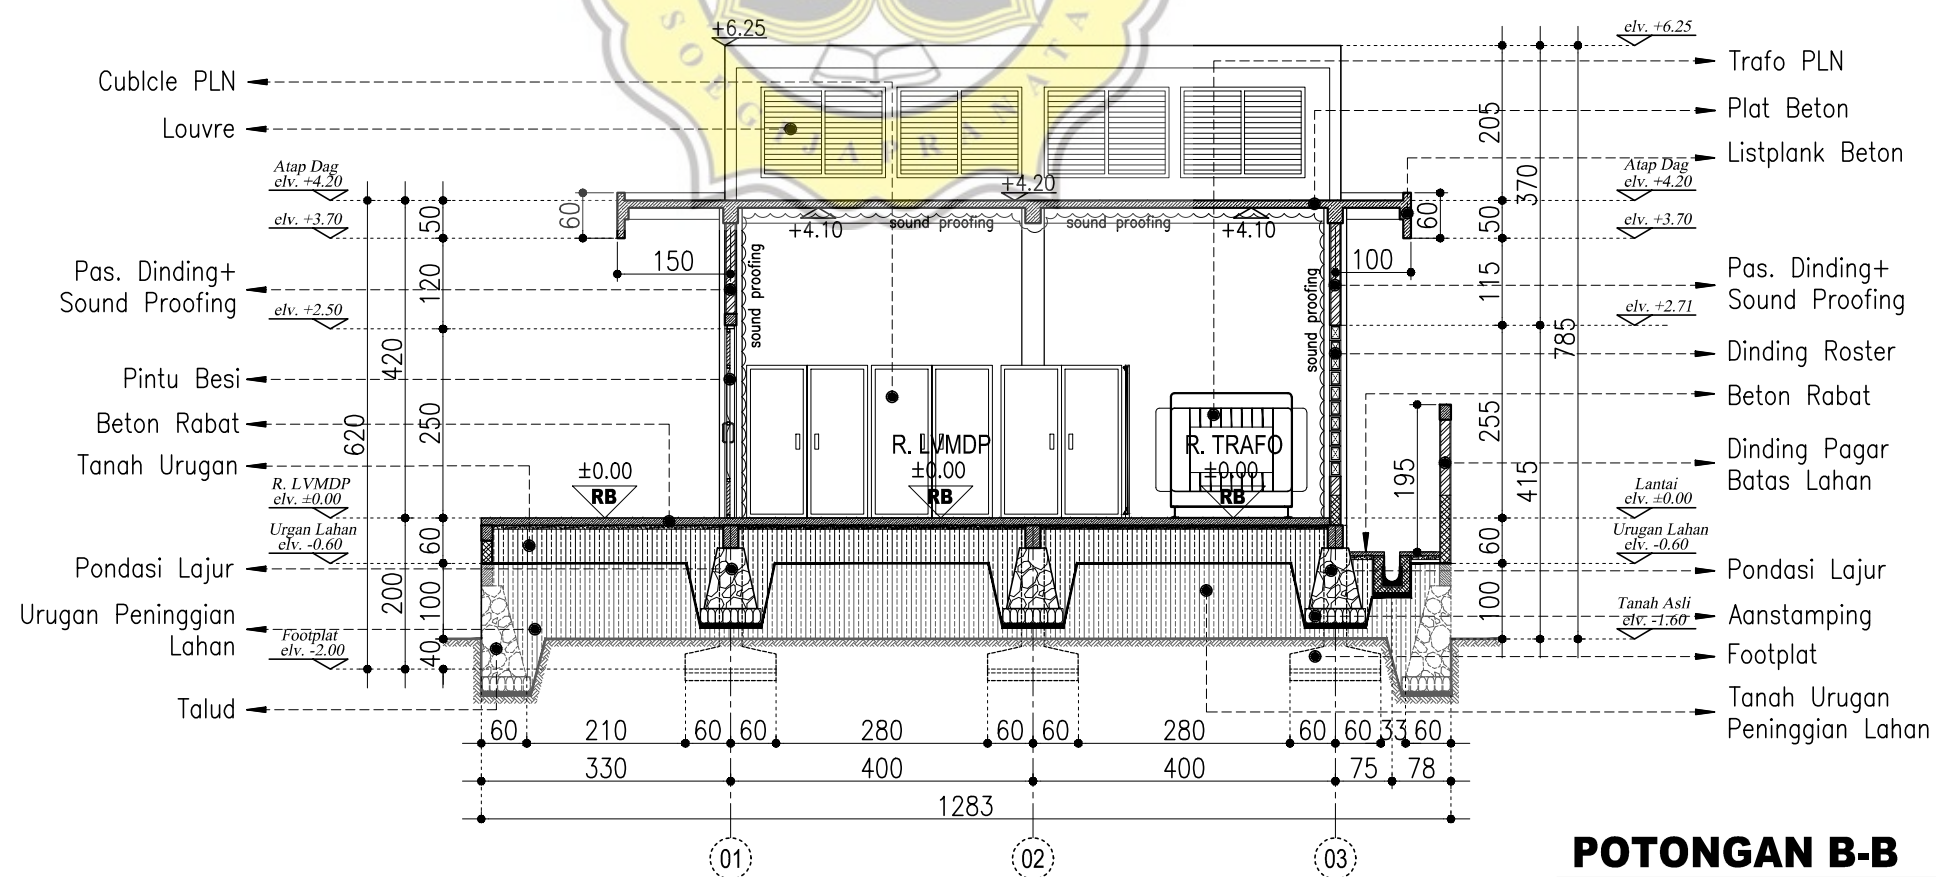 SOEGIJAPRANATA
+6.25
Cubicle PLN
Louvre
Atap Dag
elv. +4.20
elv. +3.70
Pas. Dinding+
Sound Proofing
elv. +2.50
Pintu Besi
Beton Rabat
Tanah Urugan
R. LVMDP
elv. ±0.00
Urgan Lahan
elv. -0.60
Pondasi Lajur
Urugan Peninggian
Lahan
Footplat
elv. -2.00
Talud
620
420
200
50
120
250
60
100
40
60
150
+4.20
+4.10
sound proofing
sound proofing
+4.10
sound proofing
sound proofing
R. LVMDP
R. TRAFO
±0.00
RB
±0.00
RB
±0.00
RB
60
100
195
205
50
115
255
60
100
370
415
785
elv. +6.25
Atap Dag
elv. +4.20
elv. +3.70
elv. +2.71
Lantai
elv. ±0.00
Urugan Lahan
elv. -0.60
Tanah Asli
elv. -1.60
Trafo PLN
Plat Beton
Listplank Beton
Pas. Dinding+
Sound Proofing
Dinding Roster
Beton Rabat
Dinding Pagar
Batas Lahan
Pondasi Lajur
Aanstamping
Footplat
Tanah Urugan
Peninggian Lahan
60 210 60 60 280 60 60 280 60 60 33 60
330 400 400 75 78
1283
01 02 03
POTONGAN B-B